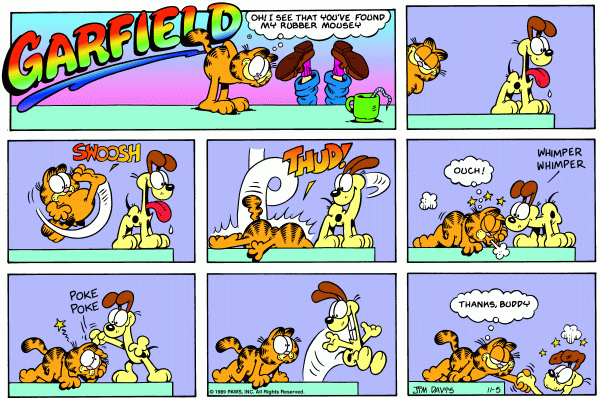 GARFIELD
OH! I SEE THAT YOU'VE FOUND
MY RUBBER MOUSEY
SWOOSH
THUD!
OUCH!
WHIMPER
WHIMPER
POKE
POKE
© 1989 PAWS, INC. All Rights Reserved.
THANKS, BUDDY
JIM DAVIS
11-5